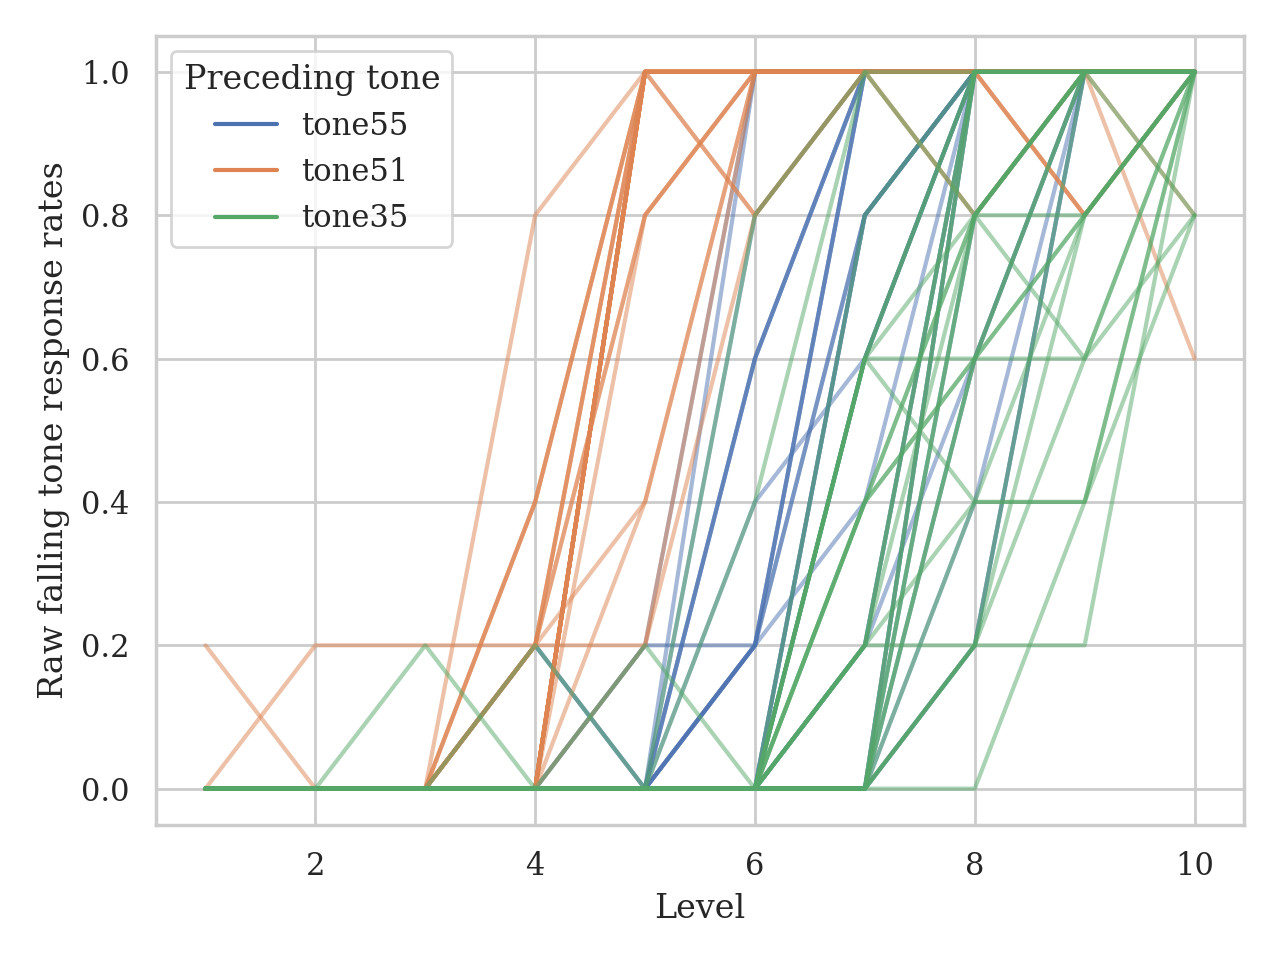 Preceding tone
tone55
tone51
tone35
Raw falling tone response rates
1.0
0.8
0.6
0.4
0.2
0.0
2 4 6 8 10
Level